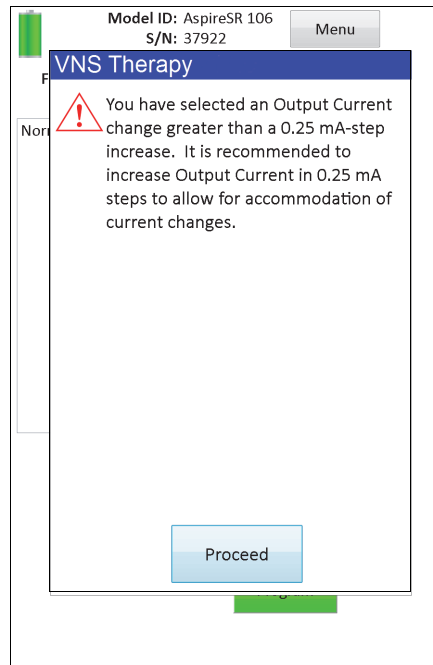 Model ID: AspireSR 106
S/N: 37922
Menu
VNS Therapy
You have selected an Output Current
change greater than a 0.25 mA-step
increase. It is recommended to
increase Output Current in 0.25 mA
steps to allow for accommodation of
current changes.
Proceed